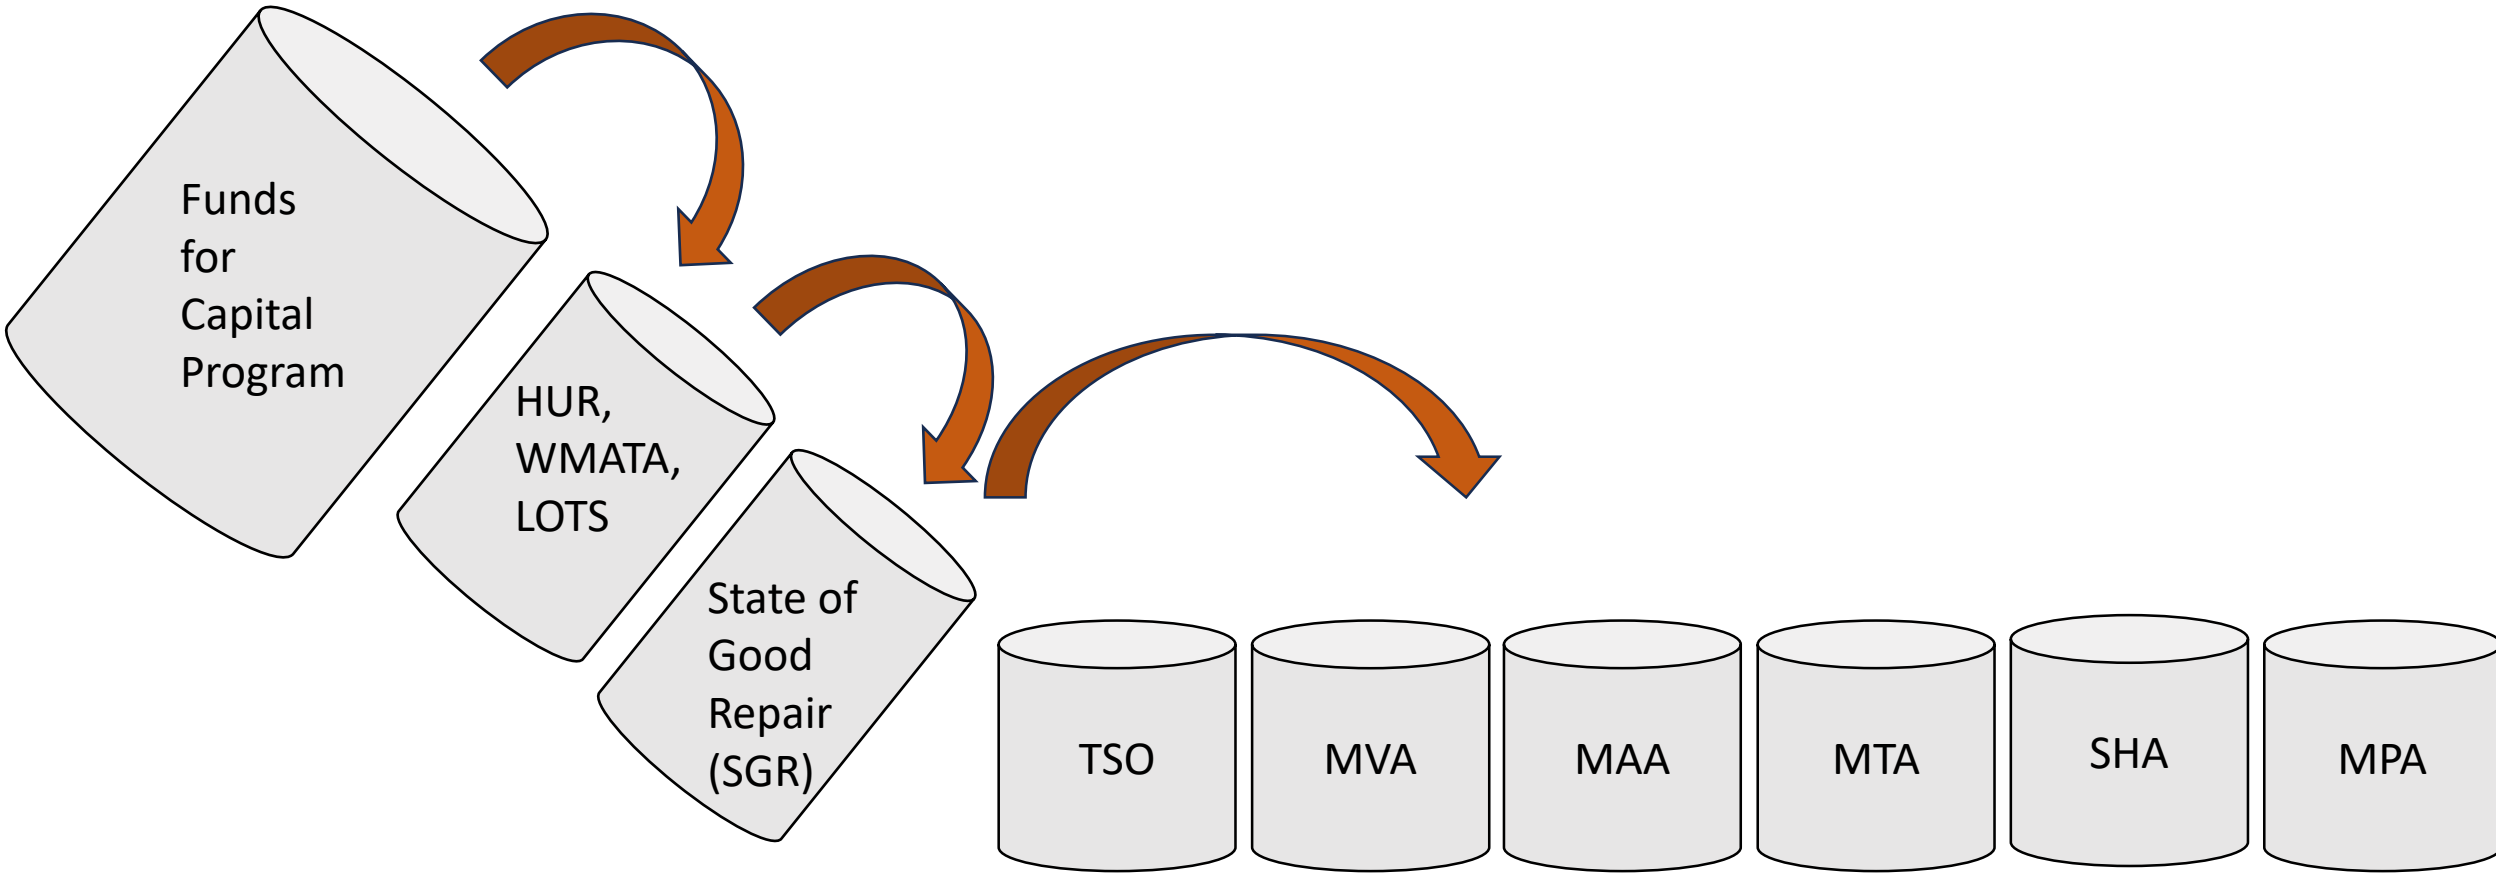 Funds
for
Capital
Program
HUR,
WMATA,
LOTS
State of
Good
Repair
(SGR)
TSO
MVA
MAA
MTA
SHA
MPA